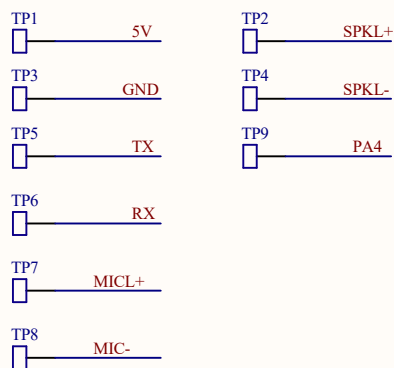 TP1
5V
TP3
GND
TP5
TX
TP6
RX
TP7
MICL+
TP8
MIC-
TP2
SPKL+
TP4
SPKL-
TP9
PA4